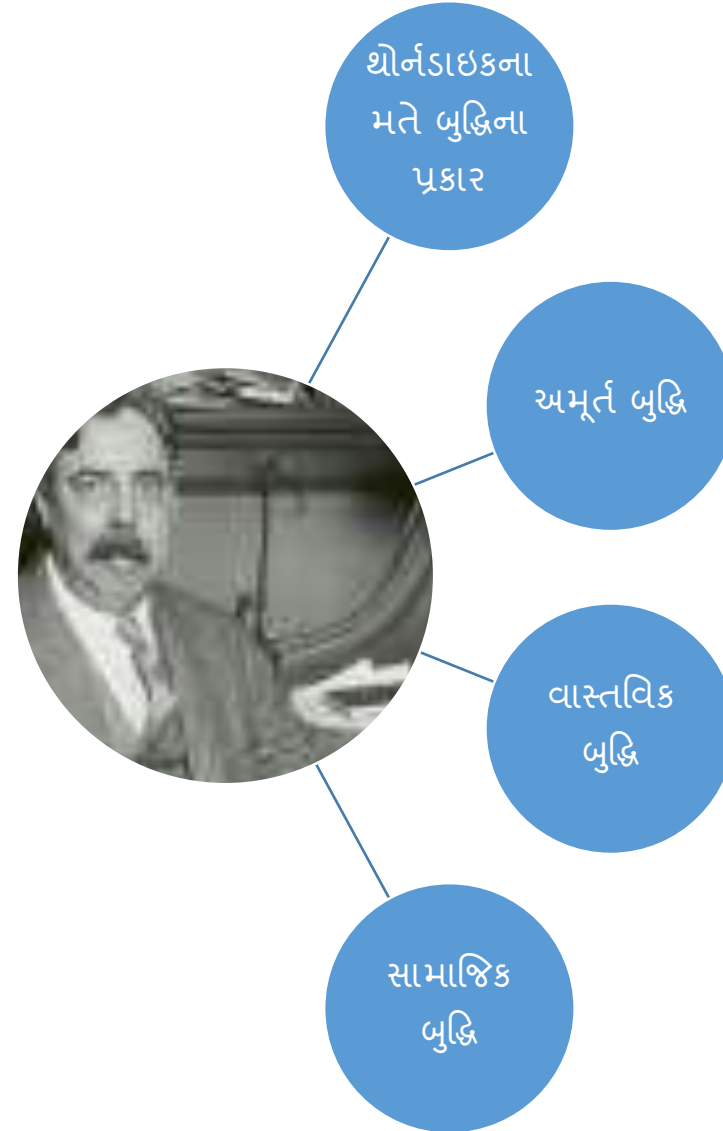 થોર્નડાઇકના
મતે બુદ્ધિના
પ્રકાર
અમૂર્ત બુદ્ધિ
વાસ્તવિક
બુદ્ધિ
સામાજિક
બુદ્ધિ